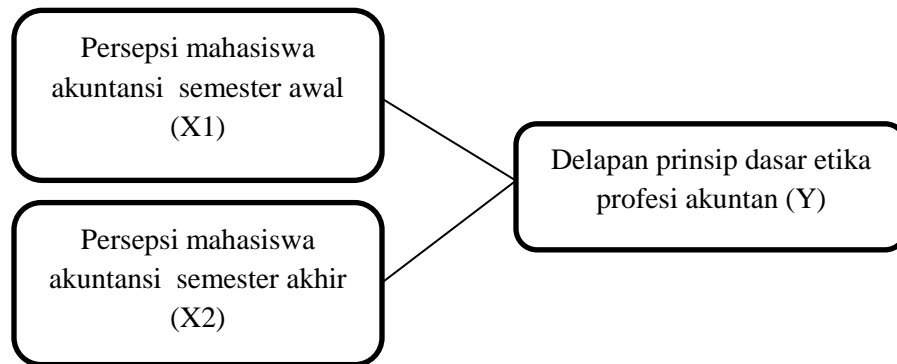 Persepsi mahasiswa
akuntansi semester awal
(X1)
Delapan prinsip dasar etika
profesi akuntan (Y)
Persepsi mahasiswa
akuntansi semester akhir
(X2)